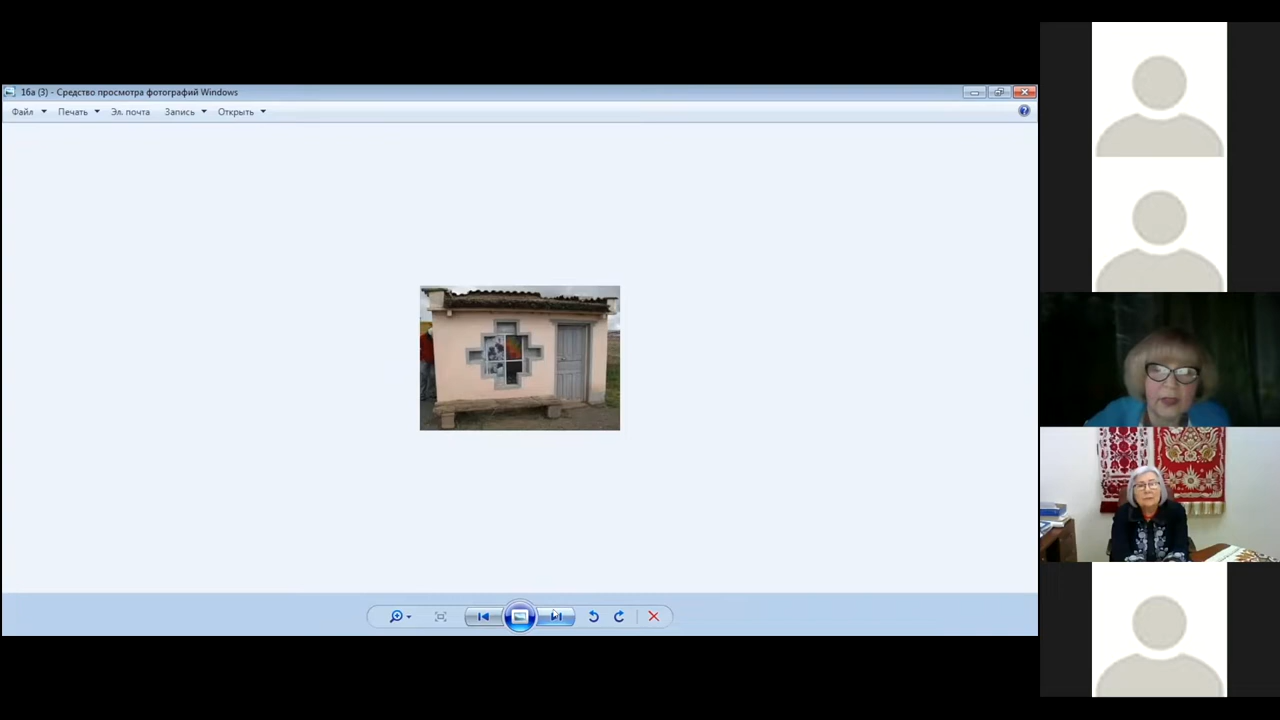 16а (3) - Средство просмотра фотографий Windows
Файл Печать Эл. почта Запись Открыть